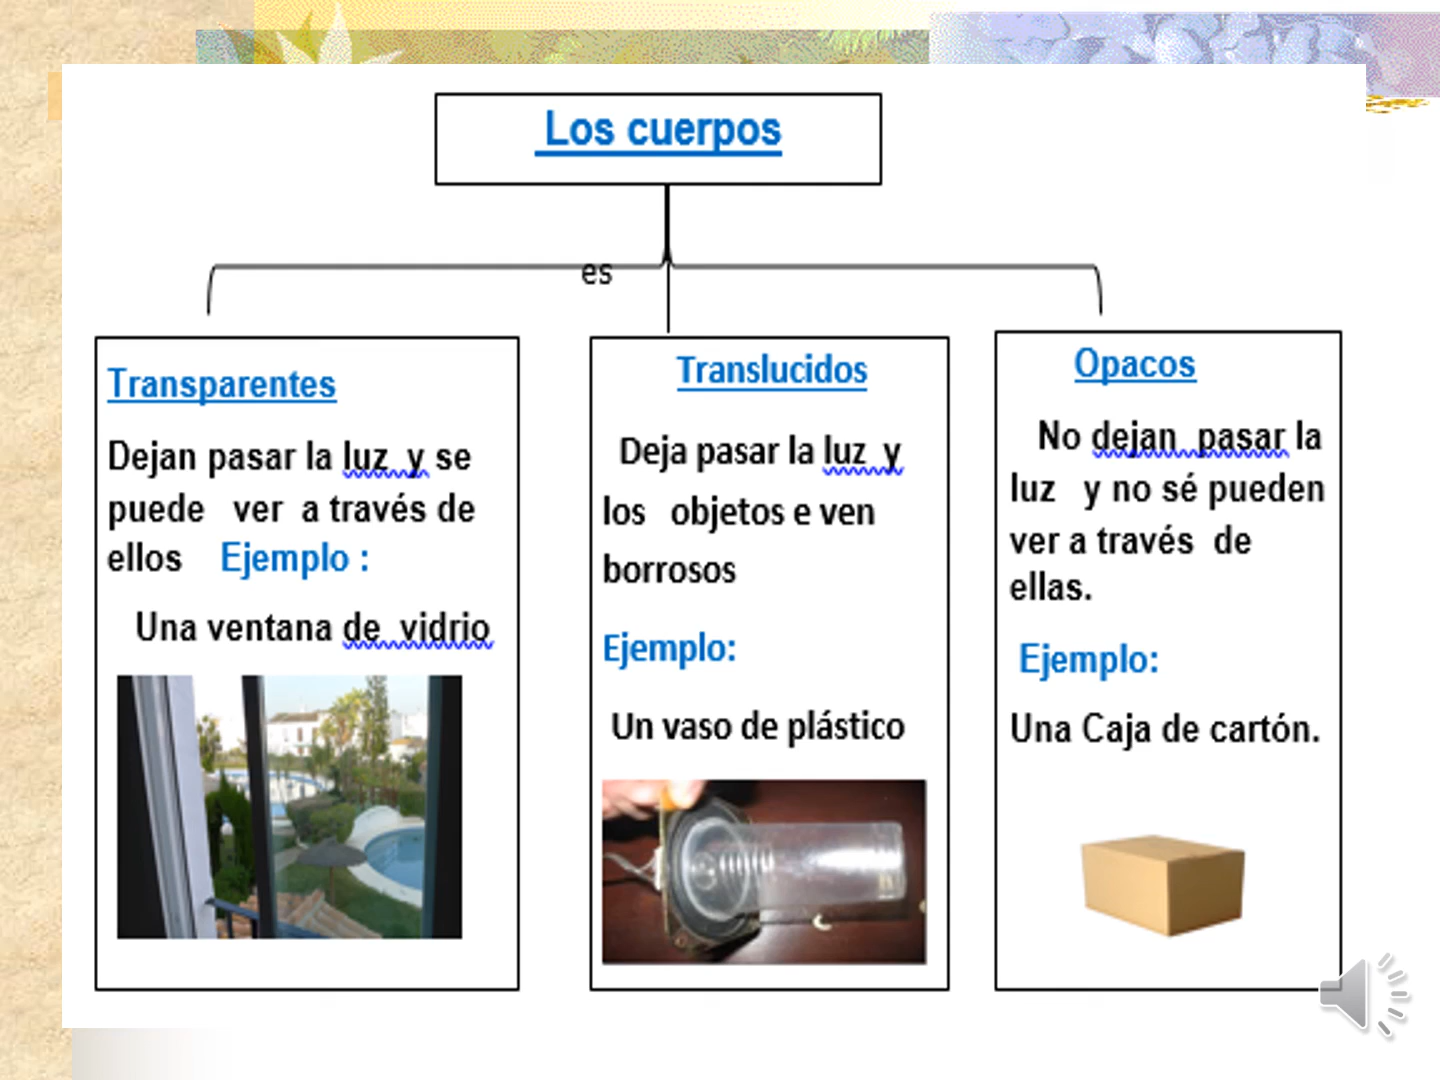 Los cuerpos
es
Transparentes
Dejan pasar la luz y se
puede ver a través de
ellos Ejemplo :
Una ventana de vidrio
Translucidos
Deja pasar la luz y
los objetos e ven
borrosos
Ejemplo:
Un vaso de plástico
Opacos
No dejan pasar la
luz y no sé pueden
ver a través de
ellas.
Ejemplo:
Una Caja de cartón.